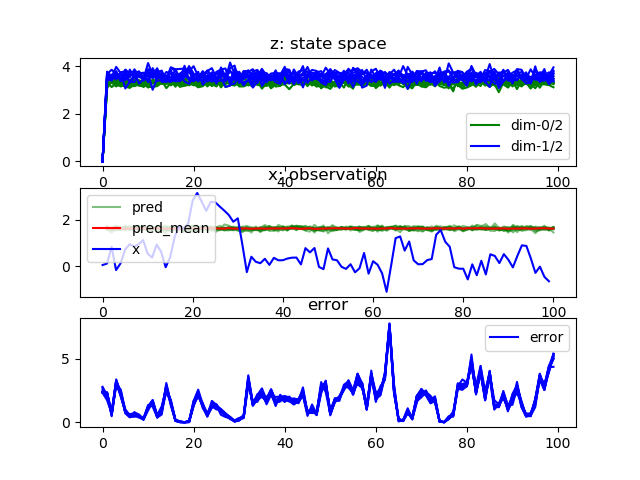 z: state space
4
2
0
dim-0/2
dim-1/2
0 20 40 60 80 100
x: observation
2
0
pred
pred_mean
x
0 20 40 60 80 100
error
5
0
error
0 20 40 60 80 100